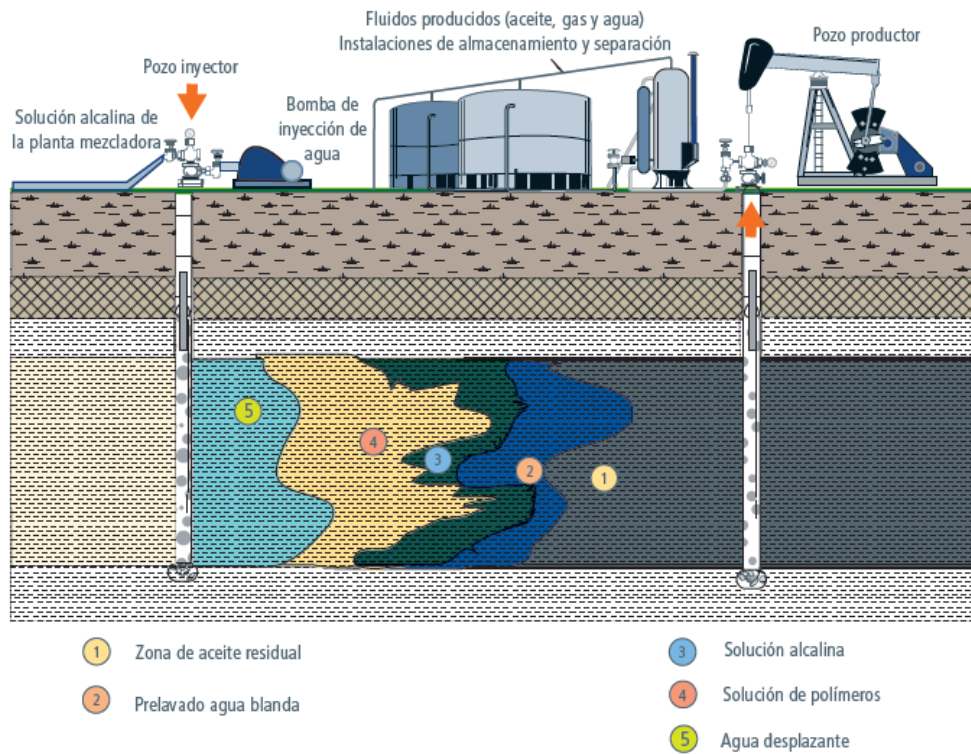 Fluidos producidos (aceite, gas y agua)
Instalaciones de almacenamiento y separación
Pozo productor
Pozo inyector
Solución alcalina de
la planta mezcladora
Bomba de
inyección de
agua
5
4
3
2
1
1 Zona de aceite residual
2 Prelavado agua blanda
3 Solución alcalina
4 Solución de polímeros
5 Agua desplazante